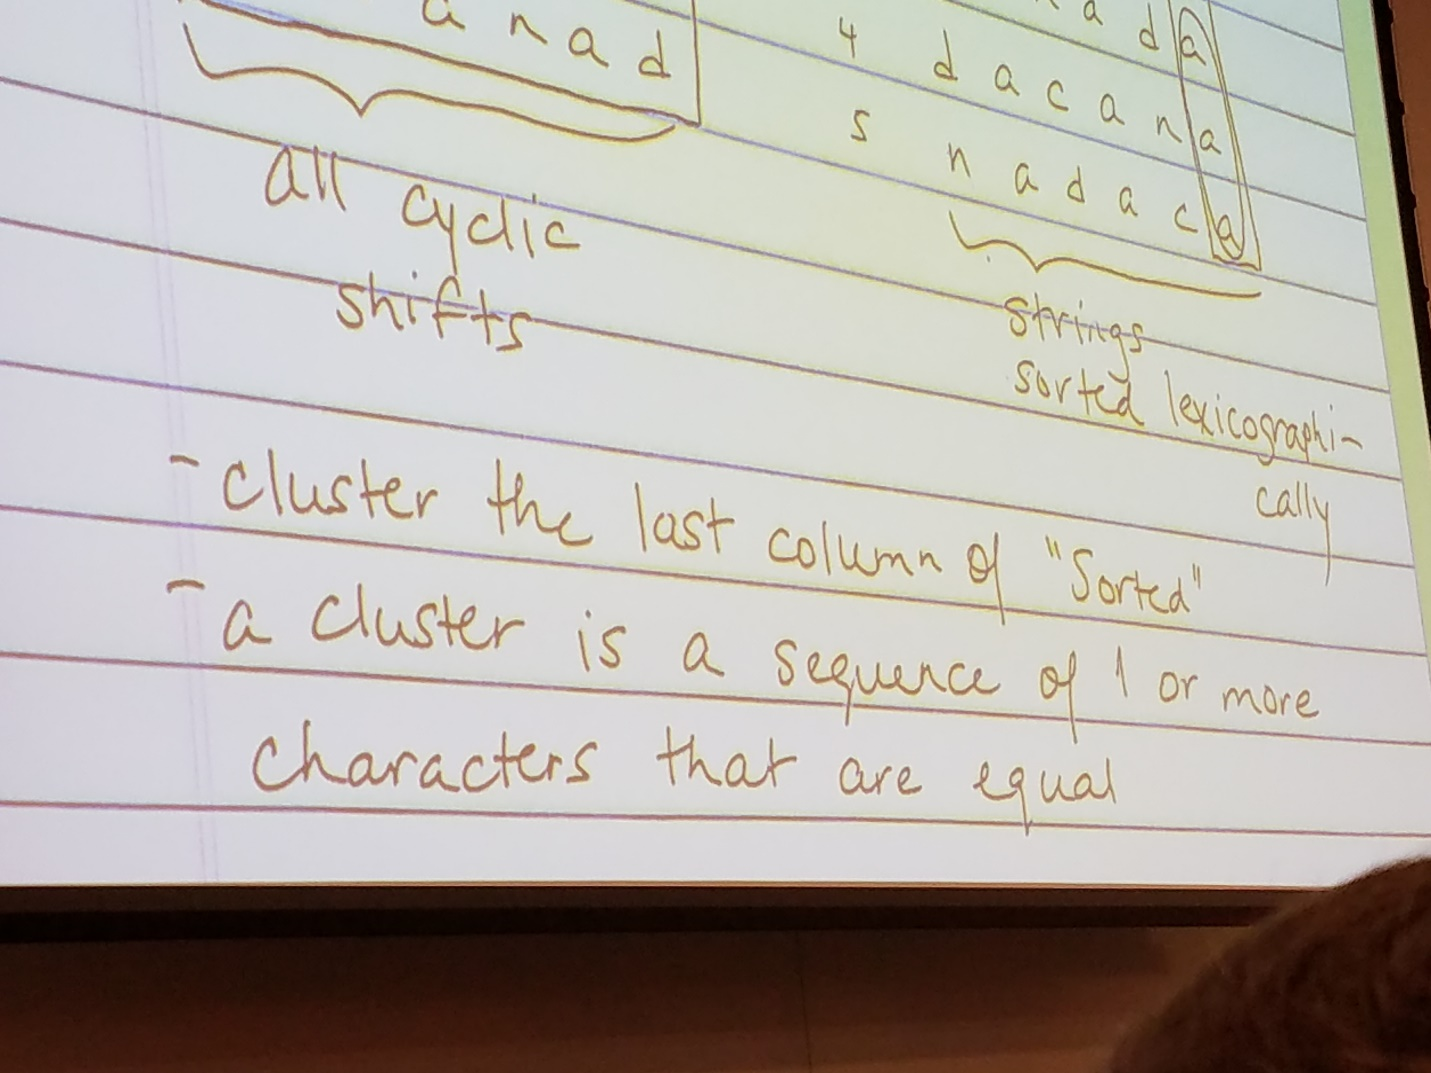 a d a
a n a d 4 d a c a n a
5 n a d a c a
all cyclic
shifts
strings
sorted lexicographi-
cally
- cluster the last column of "Sorted"
- a cluster is a sequence of 1 or more
characters that are equal